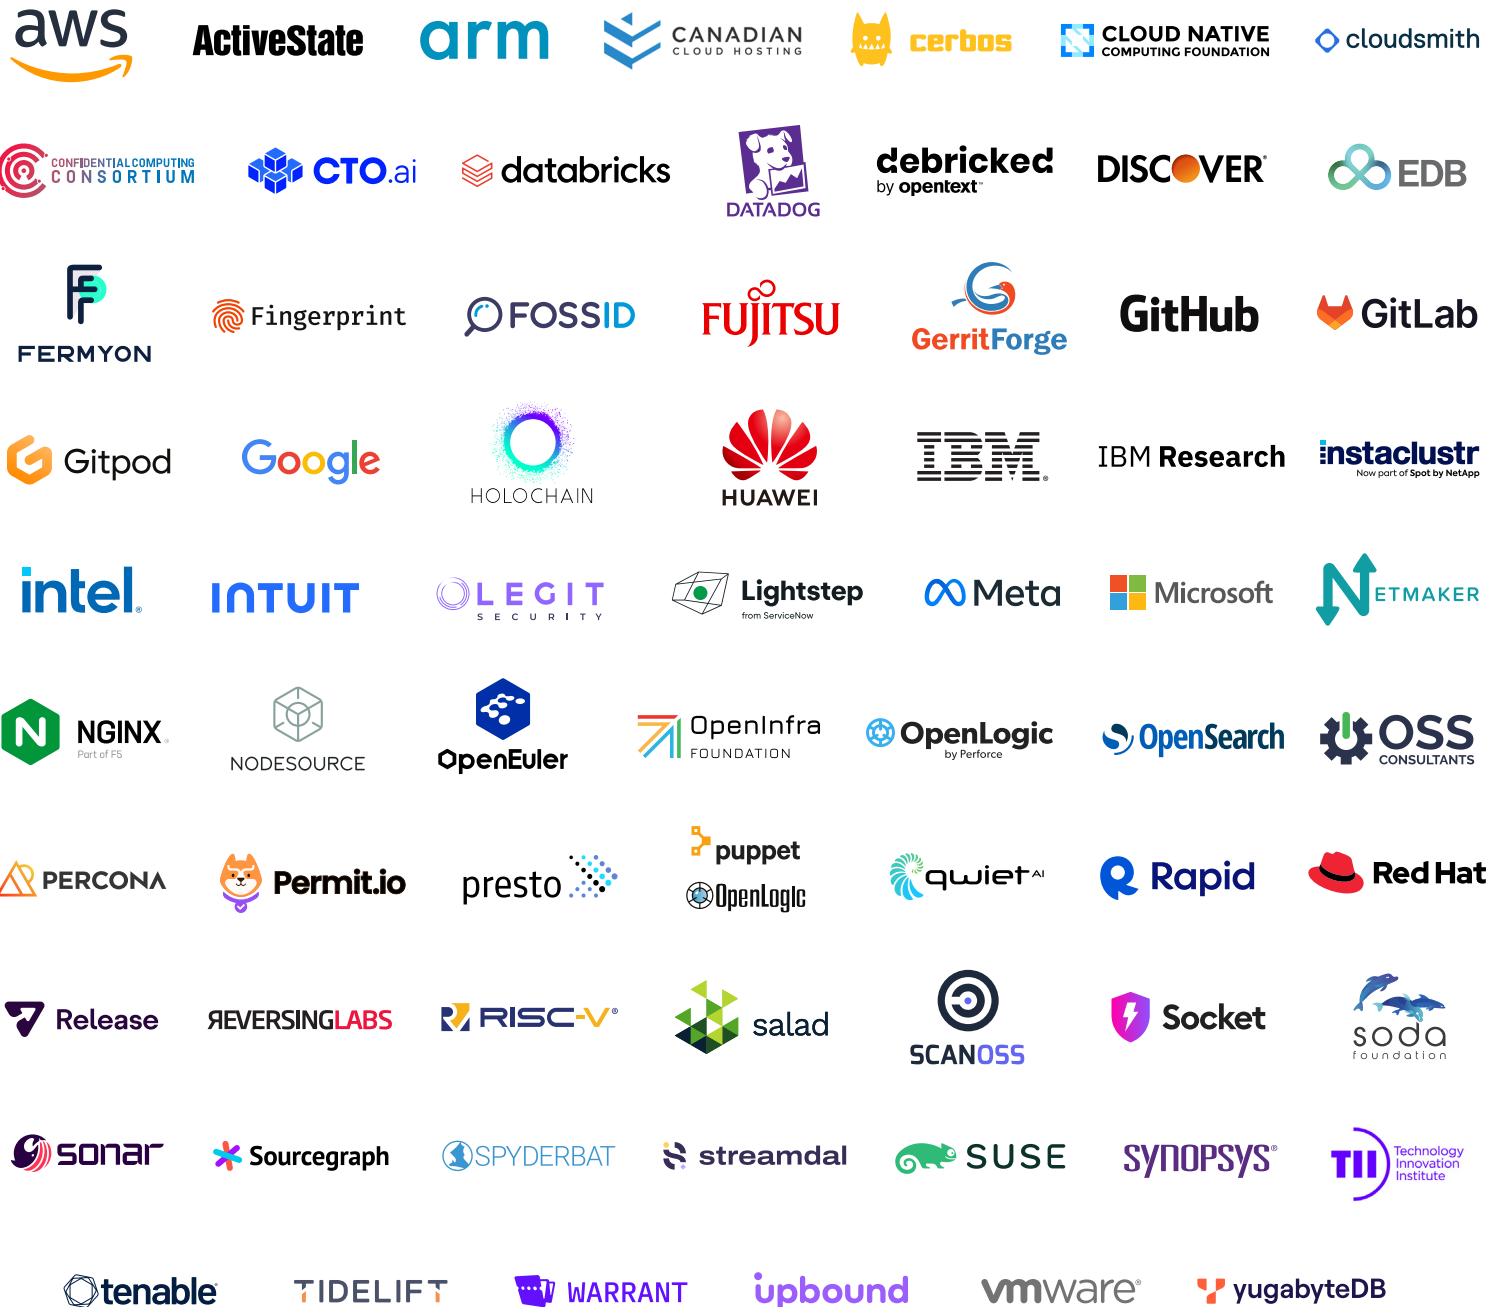 aws
ActiveState
arm
CANADIAN
CLOUD HOSTING
cerbos
CLOUD NATIVE
COMPUTING FOUNDATION
cloudsmith
CONFIDENTIAL COMPUTING
CONSORTIUM
CTO.ai
databricks
DATADOG
debricked
by opentext™
DISCOVER®
EDB
FERMYON
Fingerprint
FOSSID
FUJITSU
GerritForge
GitHub
GitLab
Gitpod
Google
HOLOCHAIN
HUAWEI
IBM®
IBM Research
instaclustr
Now part of Spot by NetApp
intel®
INTUIT
LEGIT
SECURITY
Lightstep
from ServiceNow
Meta
Microsoft
NETMAKER
N
NGINX
Part of F5
NODESOURCE
OpenEuler
OpenInfra
FOUNDATION
OpenLogic
by Perforce
OpenSearch
OSS
CONSULTANTS
PERCONA
Permit.io
presto
puppet
OpenLogic
qwiet AI
Rapid
Red Hat
Release
REVERSINGLABS
RISC-V®
salad
SCANOSS
Socket
soda
foundation
sonar
Sourcegraph
SPYDERBAT
streamdal
SUSE
SYNOPSYS®
TII
Technology
Innovation
Institute
tenable®
TIDELIFT
WARRANT
upbound
vmware®
yugabyteDB